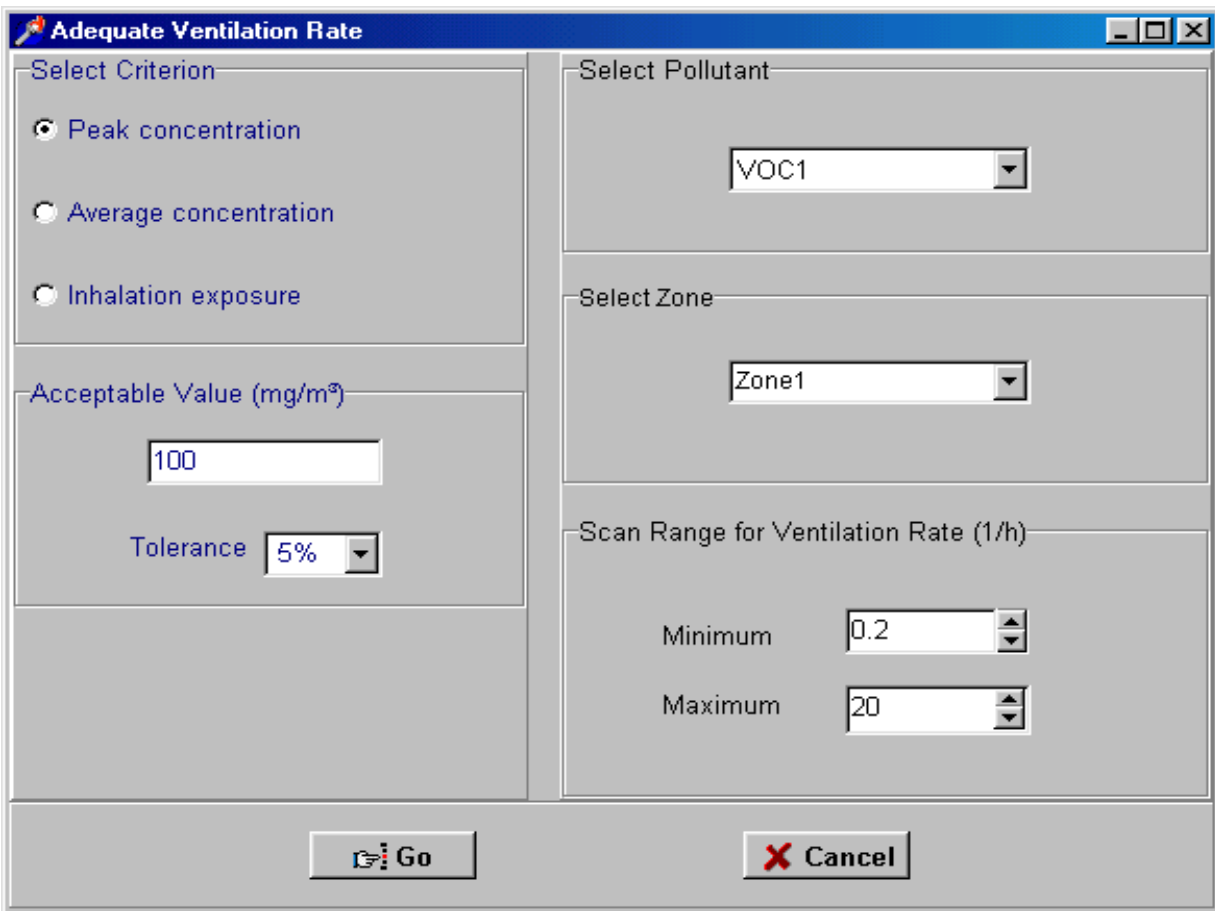 Adequate Ventilation Rate
Select Criterion
Peak concentration
Average concentration
Inhalation exposure
Acceptable Value (mg/m³)
100
Tolerance 5%
Select Pollutant
VOC1
Select Zone
Zone1
Scan Range for Ventilation Rate (1/h)
Minimum 0.2
Maximum 20
Go
Cancel